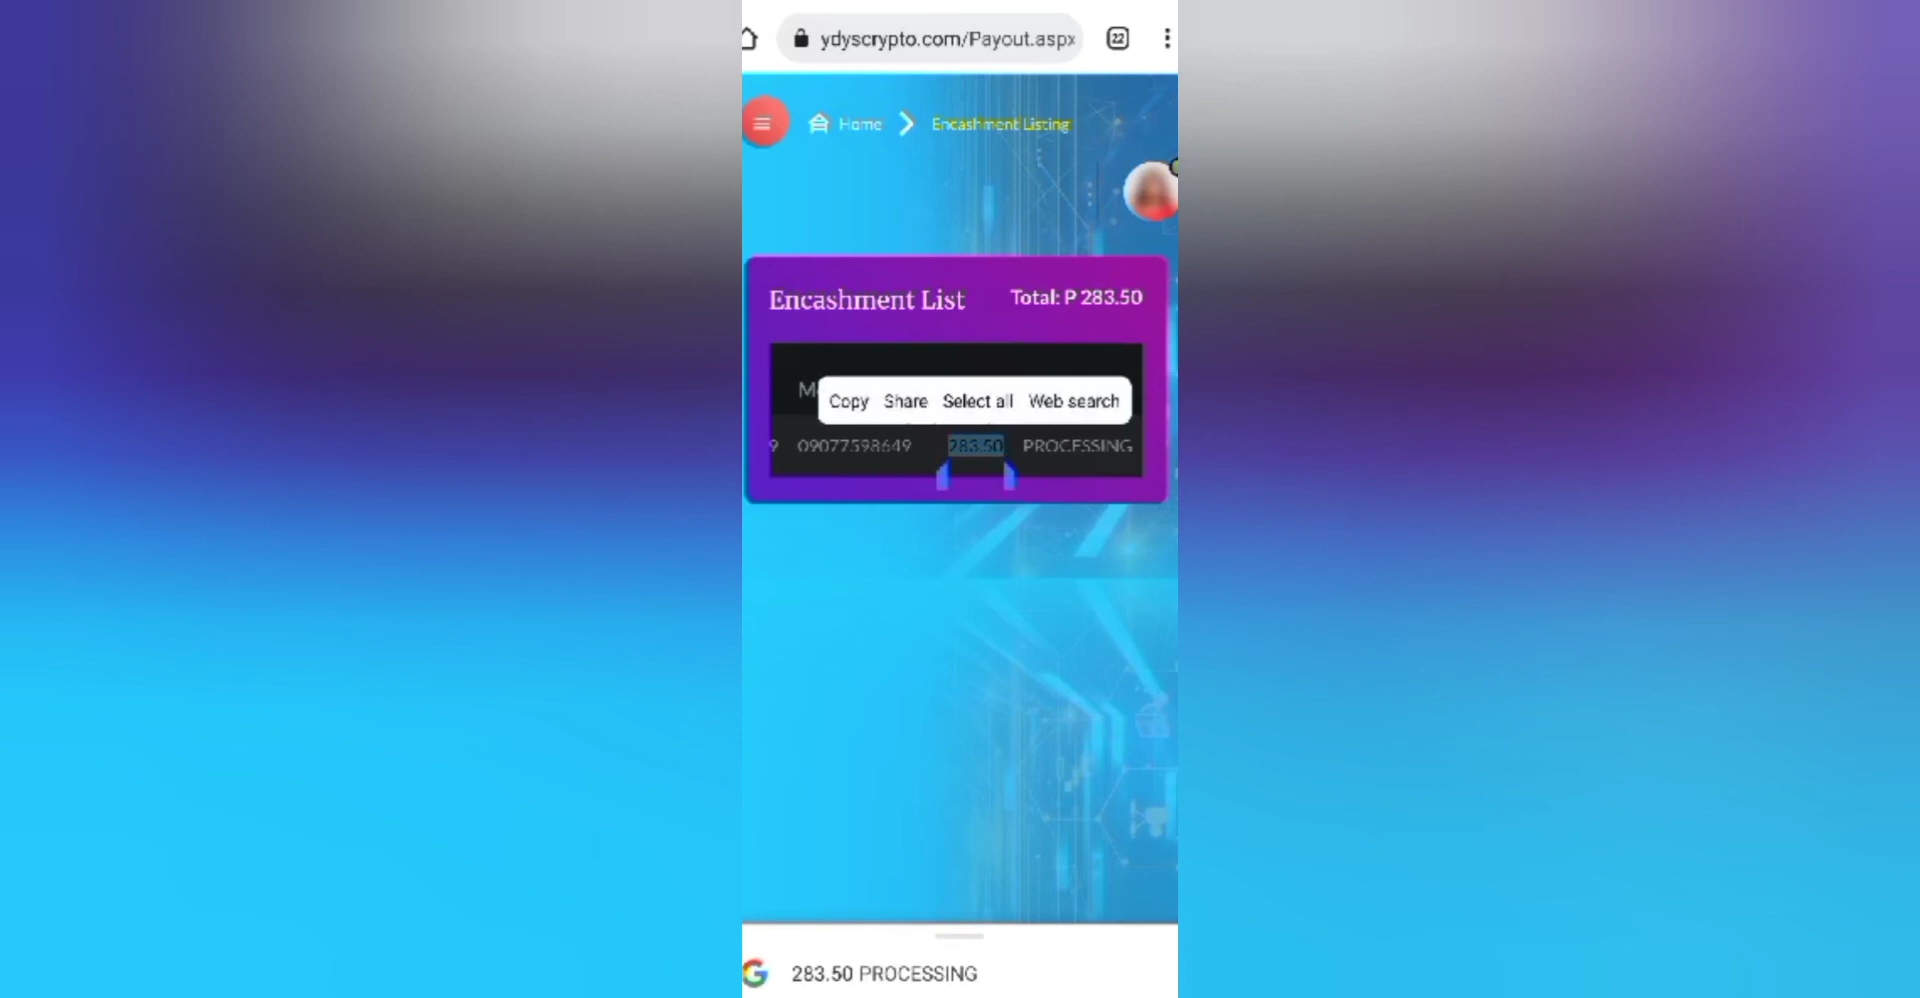 ydyscrypto.com/Payout.aspx
22
Home
Encashment Listing
Encashment List
Total: P 283.50
Copy Share Select all Web search
9 09077598649 283.50 PROCESSING
283.50 PROCESSING